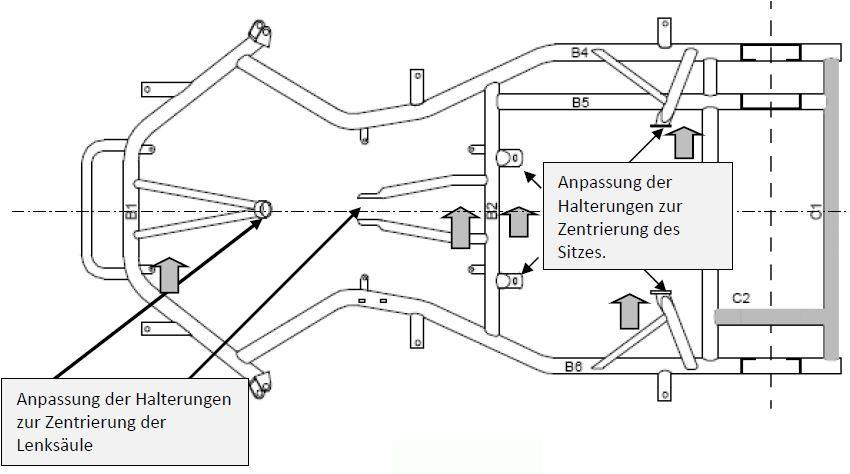 B4
B5
Anpassung der
Halterungen zur
Zentrierung des
Sitzes.
B1
B2
C1
C2
B6
Anpassung der Halterungen
zur Zentrierung der
Lenksäule